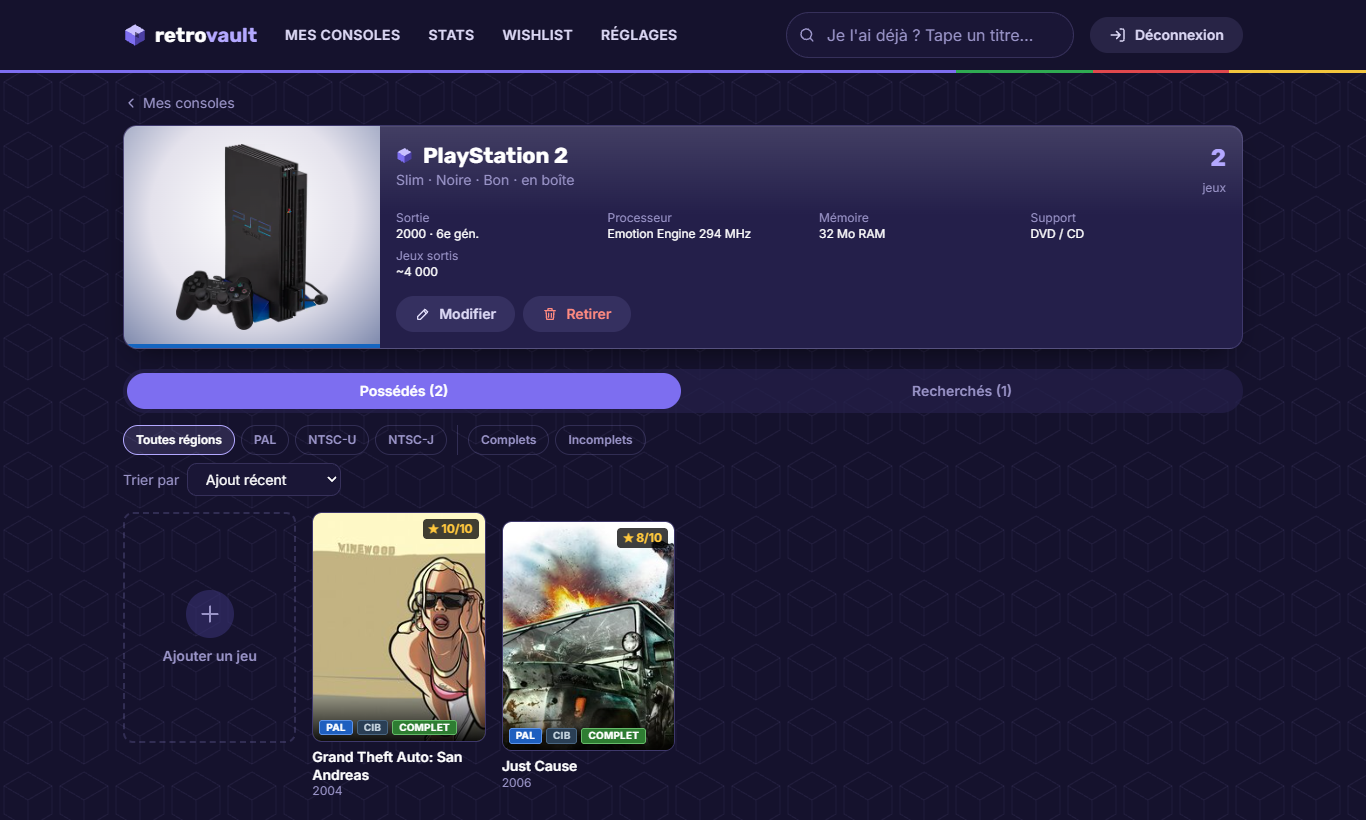 retrovault MES CONSOLES STATS WISHLIST RÉGLAGES Je l'ai déjà ? Tape un titre... Déconnexion
Mes consoles
PlayStation 2
2
Slim · Noire · Bon · en boîte
jeux
Sortie Processeur Mémoire Support
2000 · 6e gén. Emotion Engine 294 MHz 32 Mo RAM DVD / CD
Jeux sortis
~4 000
Modifier Retirer
Possédés (2) Recherchés (1)
Toutes régions PAL NTSC-U NTSC-J Complets Incomplets
Trier par Ajout récent
★ 10/10
★ 8/10
VINEWOOD
Ajouter un jeu
PAL CIB COMPLET
PAL CIB COMPLET
Grand Theft Auto: San
Andreas
2004
Just Cause
2006